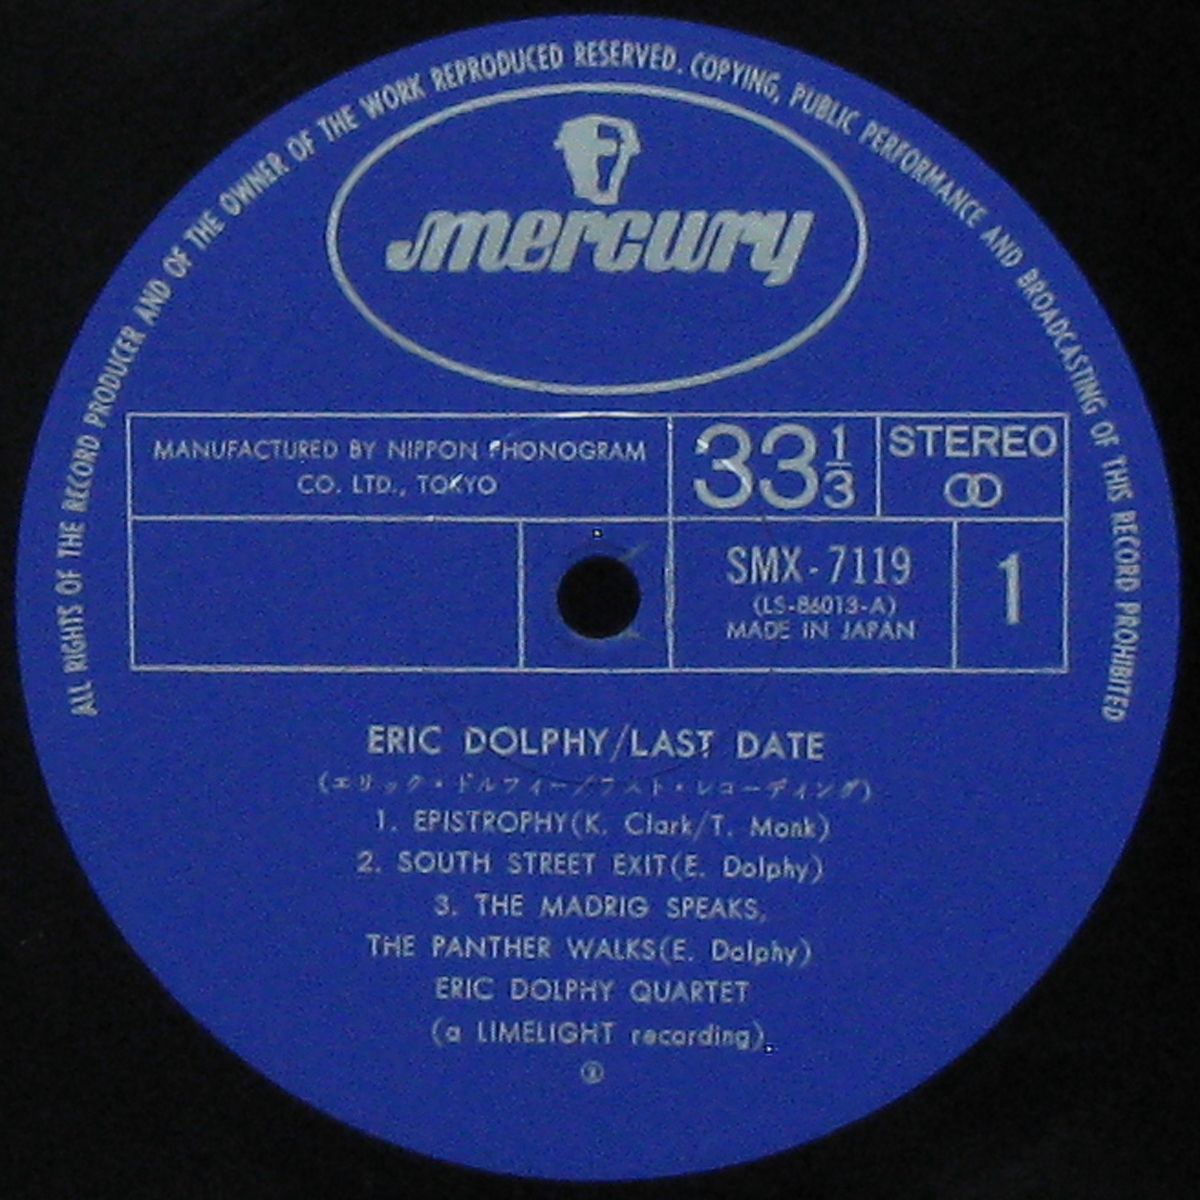 ALL RIGHTS OF THE RECORD PRODUCER AND OF THE OWNER OF THE WORK REPRODUCED RESERVED. COPYING, PUBLIC PERFORMANCE AND BROADCASTING OF THIS RECORD PROHIBITED
mercury
MANUFACTURED BY NIPPON PHONOGRAM
CO. LTD., TOKYO
33 1/3
STEREO
SMX-7119
(LS-86013-A)
MADE IN JAPAN
1
ERIC DOLPHY/LAST DATE
(エリック・ドルフィー/ラスト・レコーディング)
1. EPISTROPHY(K. Clark/T. Monk)
2. SOUTH STREET EXIT(E. Dolphy)
3. THE MADRIG SPEAKS,
THE PANTHER WALKS(E. Dolphy)
ERIC DOLPHY QUARTET
(a LIMELIGHT recording)